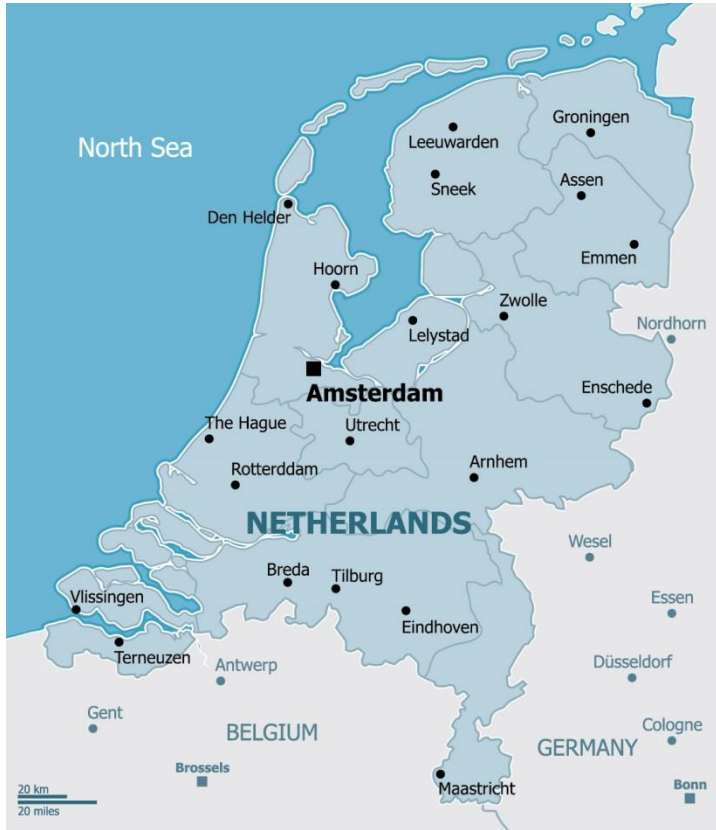 North Sea
Groningen
Leeuwarden
Sneek
Assen
Den Helder
Emmen
Hoorn
Zwolle
Nordhorn
Lelystad
Amsterdam
Enschede
The Hague
Utrecht
Rotterddam
Arnhem
NETHERLANDS
Wesel
Breda
Tilburg
Vlissingen
Essen
Eindhoven
Terneuzen
Antwerp
Düsseldorf
Gent
BELGIUM
Cologne
GERMANY
Brossels
Maastricht
Bonn
20 km
20 miles